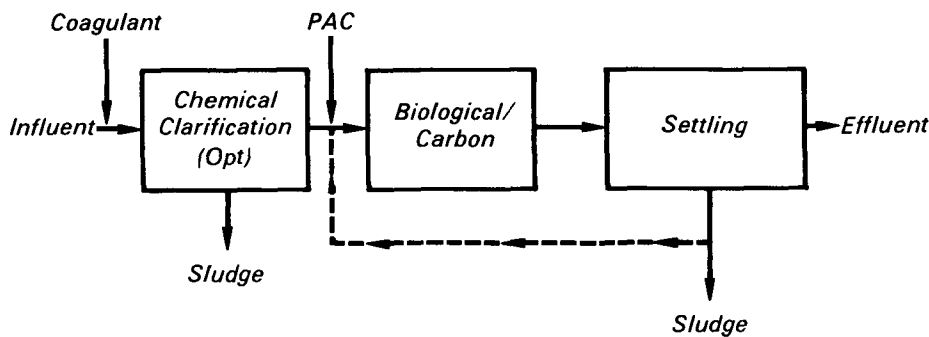 Coagulant
PAC
Influent
Chemical
Clarification
(Opt)
Biological/
Carbon
Settling
Effluent
Sludge
Sludge